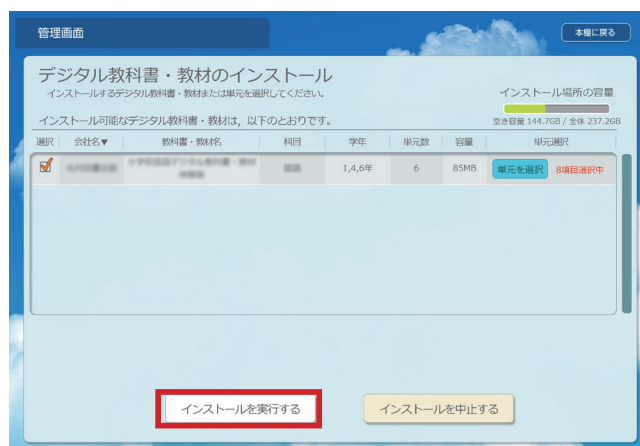 管理画面
本棚に戻る
デジタル教科書・教材のインストール
インストールするデジタル教科書・教材または単元を選択してください。
インストール場所の容量
空き容量 144.7GB / 全体 237.2GB
インストール可能なデジタル教科書・教材は，以下のとおりです。
選択 会社名▼ 教科書・教材名 科目 学年 単元数 容量 単元選択
1,4,6年 6 85MB 単元を選択 8項目選択中
インストールを実行する インストールを中止する